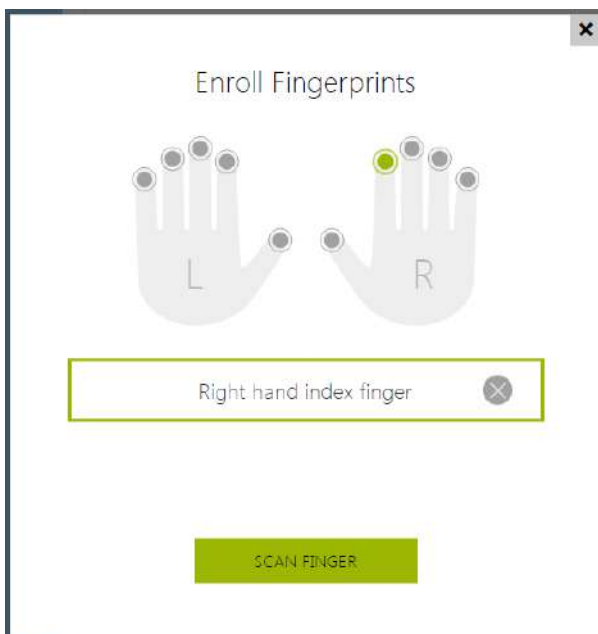 Enroll Fingerprints
L
R
Right hand index finger
SCAN FINGER